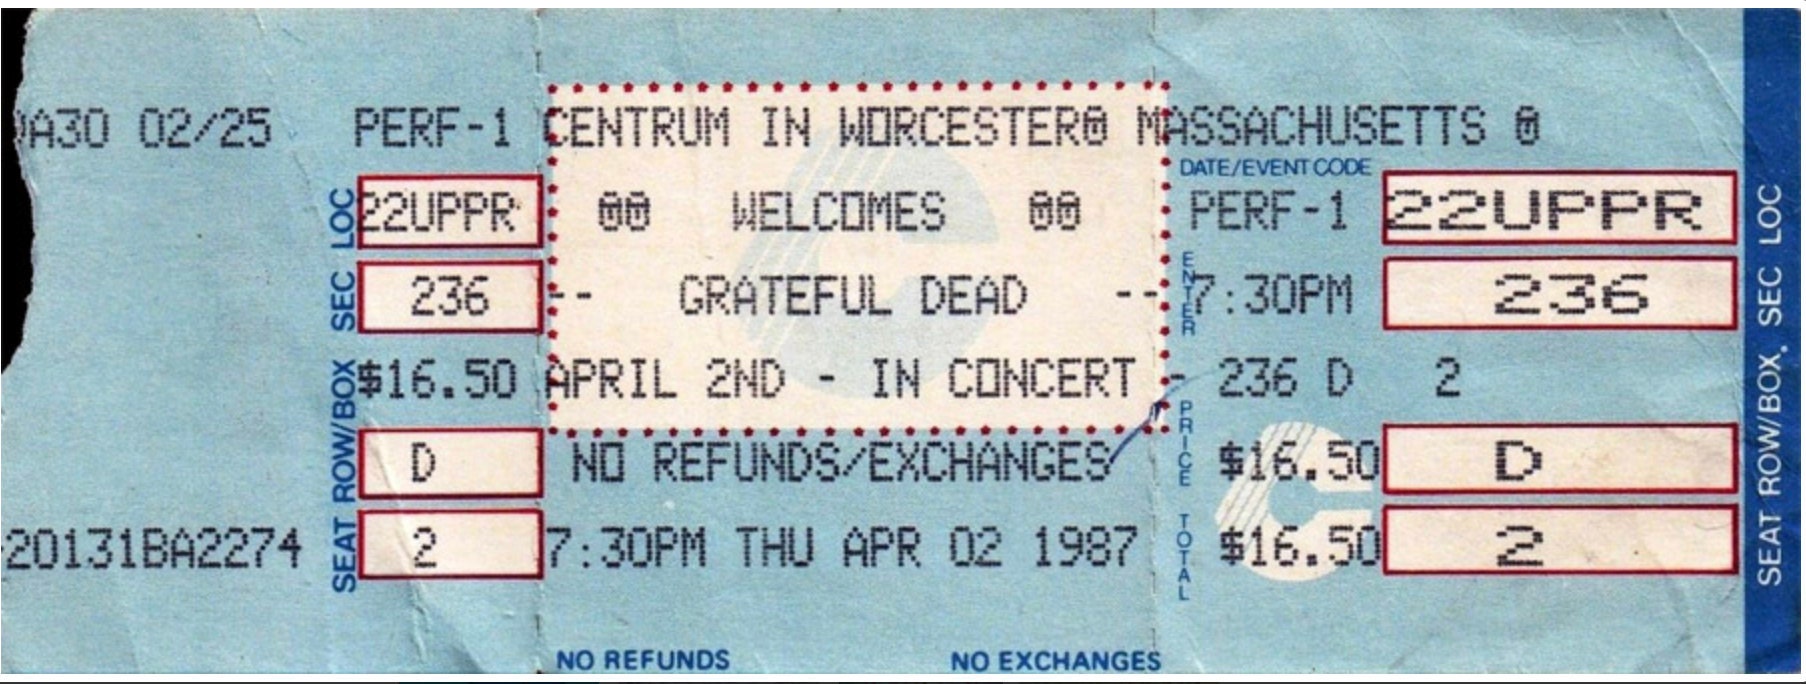 A30 02/25 PERF-1 CENTRUM IN WORCESTER@ MASSACHUSETTS @
DATE/EVENT CODE
LOC 22UPPR @@ WELCOMES @@ PERF-1 22UPPR
SEC 236 -- GRATEFUL DEAD -- ENTER 7:30PM 236
$16.50 APRIL 2ND - IN CONCERT - 236 D 2
SEAT ROW/BOX D NO REFUNDS/EXCHANGES PRICE $16.50 D
20131BA2274 2 7:30PM THU APR 02 1987 TOTAL $16.50 2
NO REFUNDS NO EXCHANGES
SEAT ROW/BOX. SEC LOC